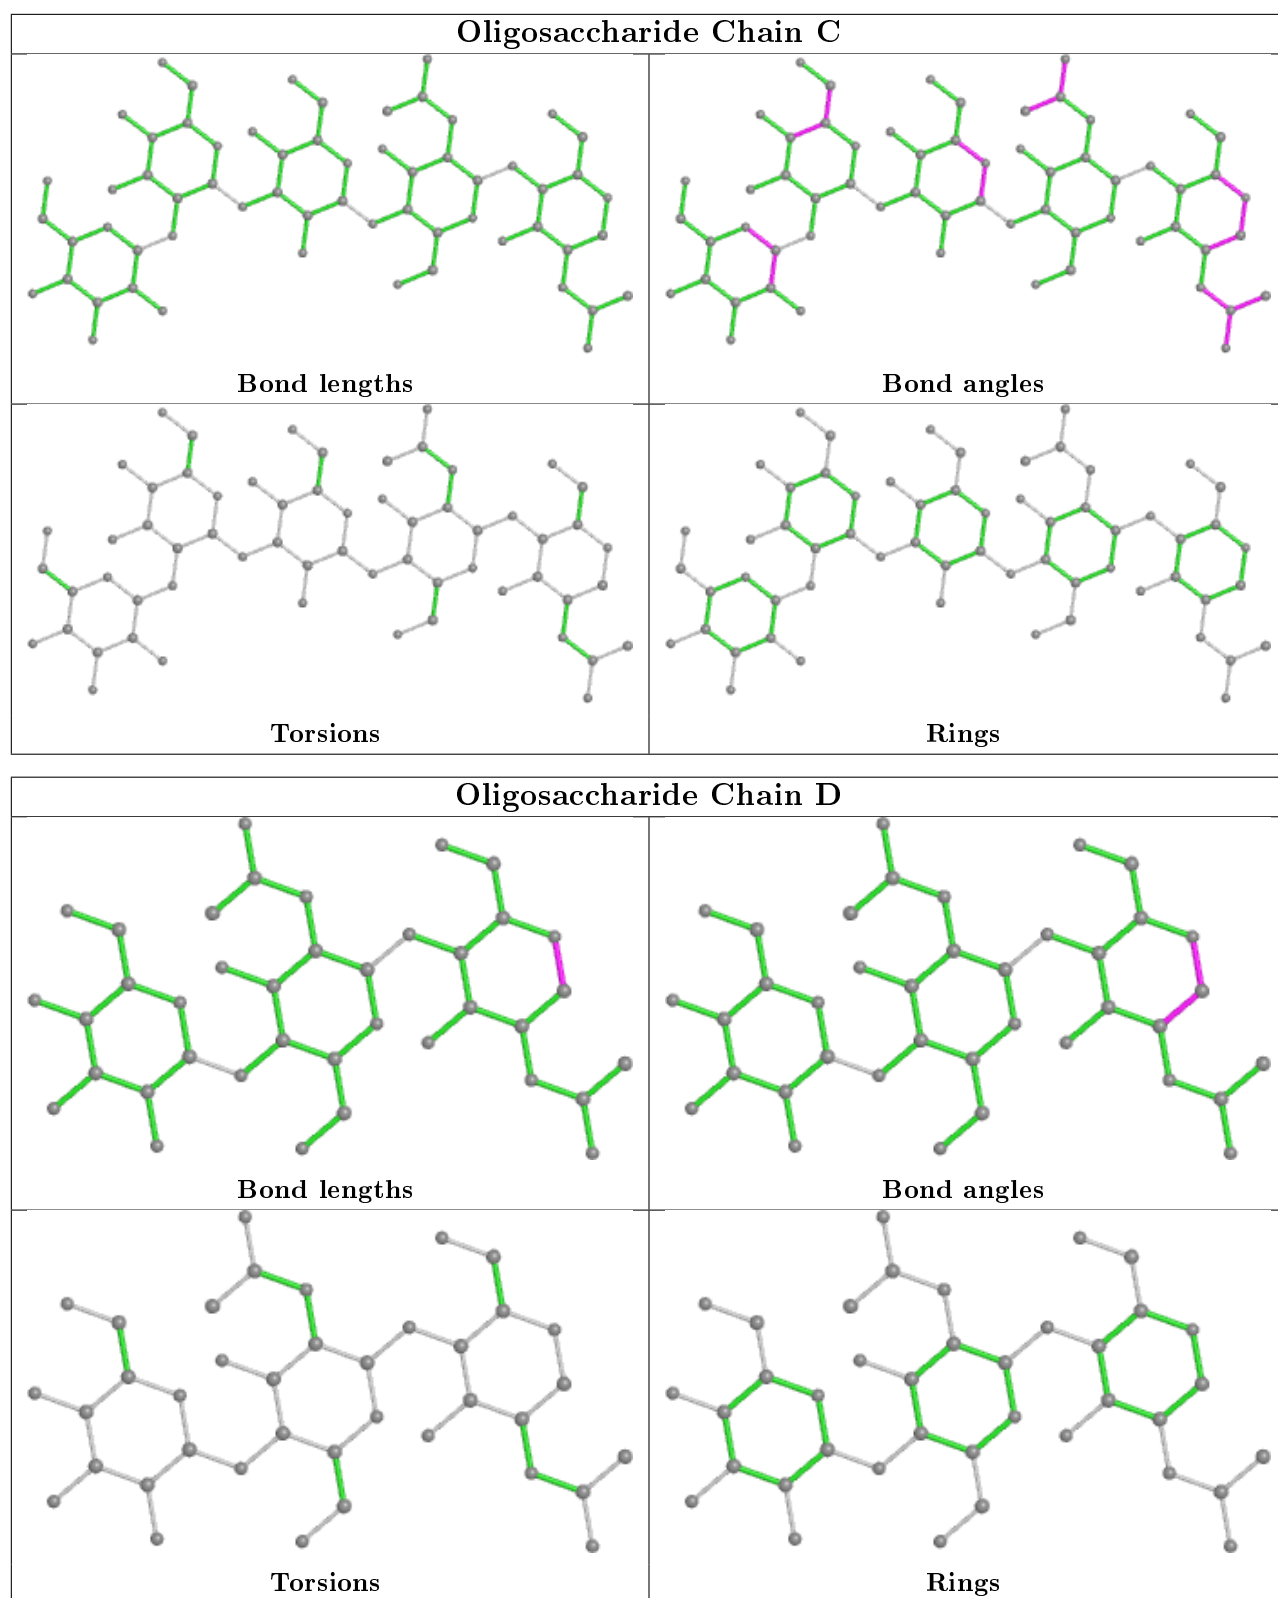 Oligosaccharide Chain C
Bond lengths
Bond angles
Torsions
Rings
Oligosaccharide Chain D
Bond lengths
Bond angles
Torsions
Rings